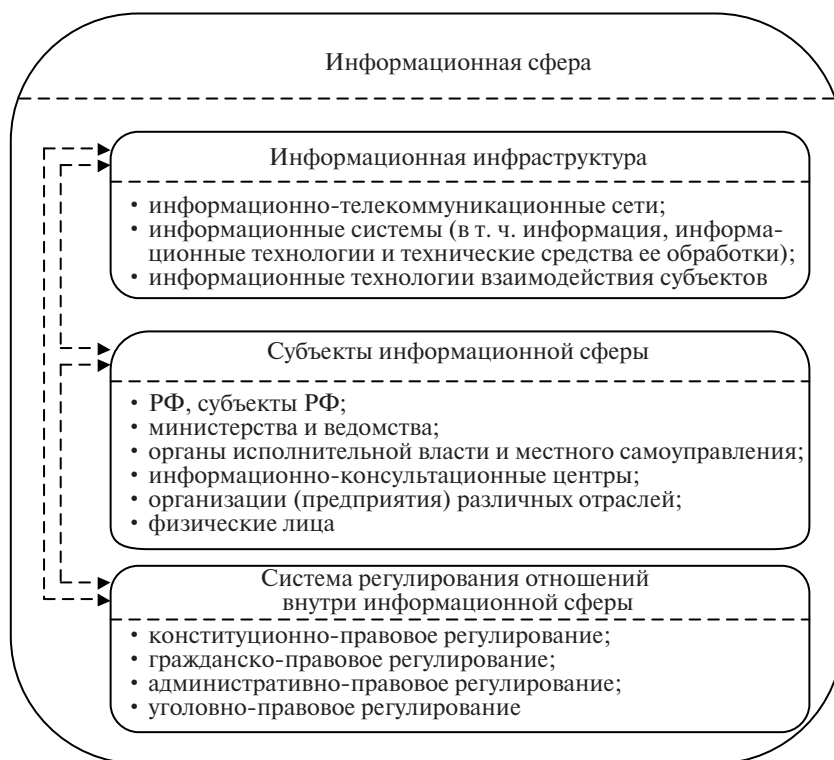 Информационная сфера
Информационная инфраструктура
• информационно-телекоммуникационные сети;
• информационные системы (в т. ч. информация, информа-
ционные технологии и технические средства ее обработки);
• информационные технологии взаимодействия субъектов
Субъекты информационной сферы
• РФ, субъекты РФ;
• министерства и ведомства;
• органы исполнительной власти и местного самоуправления;
• информационно-консультационные центры;
• организации (предприятия) различных отраслей;
• физические лица
Система регулирования отношений
внутри информационной сферы
• конституционно-правовое регулирование;
• гражданско-правовое регулирование;
• административно-правовое регулирование;
• уголовно-правовое регулирование